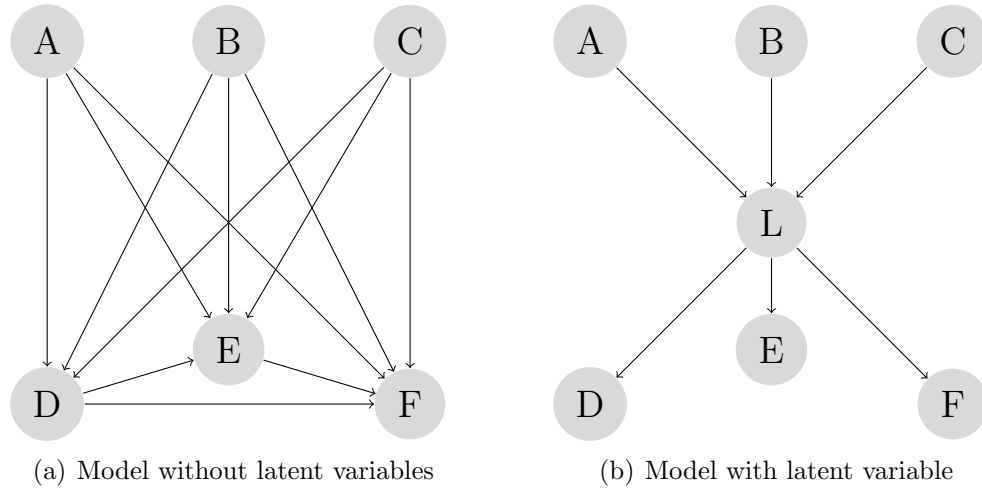 A B C A B C
L
E E
D F D F
(a) Model without latent variables (b) Model with latent variable